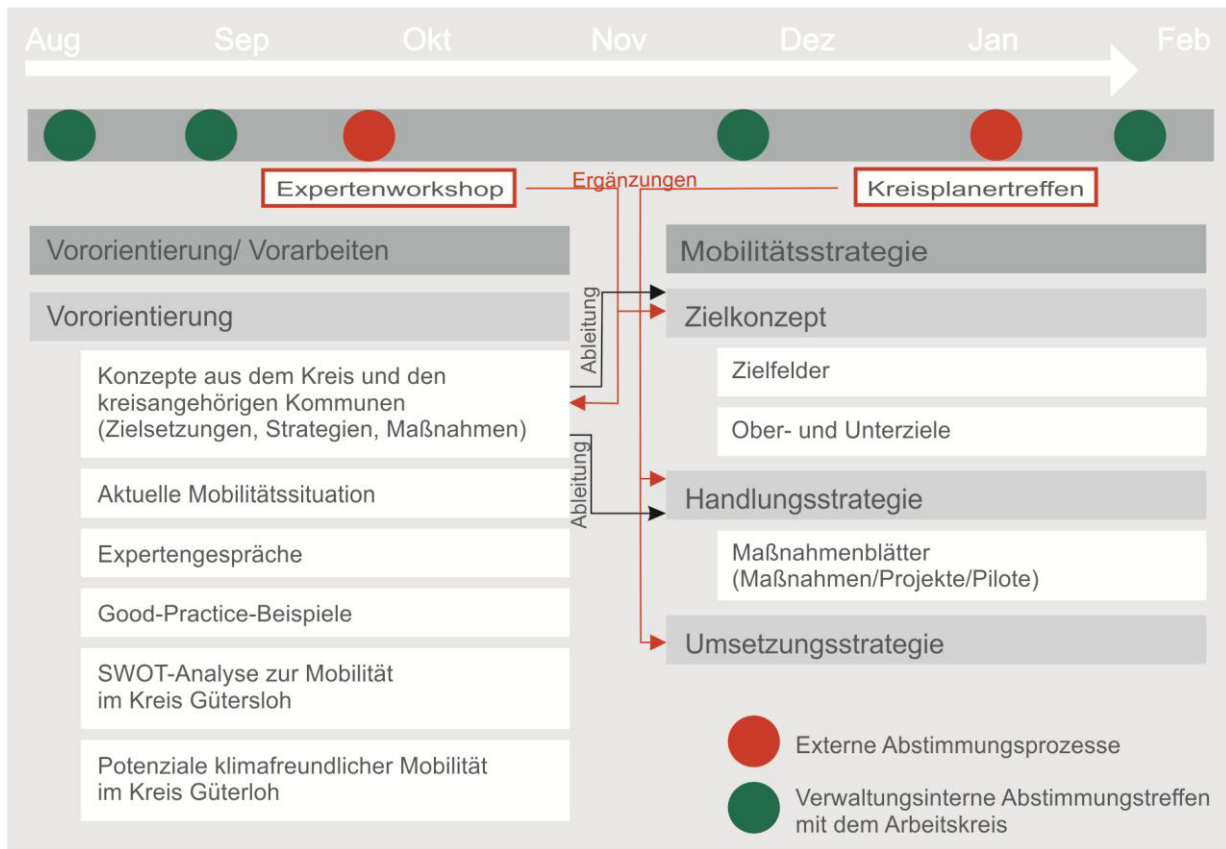 Aug Sep Okt Nov Dez Jan Feb
Expertenworkshop
Ergänzungen
Kreisplanertreffen
Vororientierung/ Vorarbeiten
Vororientierung
Konzepte aus dem Kreis und den
kreisangehörigen Kommunen
(Zielsetzungen, Strategien, Maßnahmen)
Aktuelle Mobilitätssituation
Expertengespräche
Good-Practice-Beispiele
SWOT-Analyse zur Mobilität
im Kreis Gütersloh
Potenziale klimafreundlicher Mobilität
im Kreis Güterloh
Ableitung
Ableitung
Mobilitätsstrategie
Zielkonzept
Zielfelder
Ober- und Unterziele
Handlungsstrategie
Maßnahmenblätter
(Maßnahmen/Projekte/Pilote)
Umsetzungsstrategie
Externe Abstimmungsprozesse
Verwaltungsinterne Abstimmungstreffen
mit dem Arbeitskreis